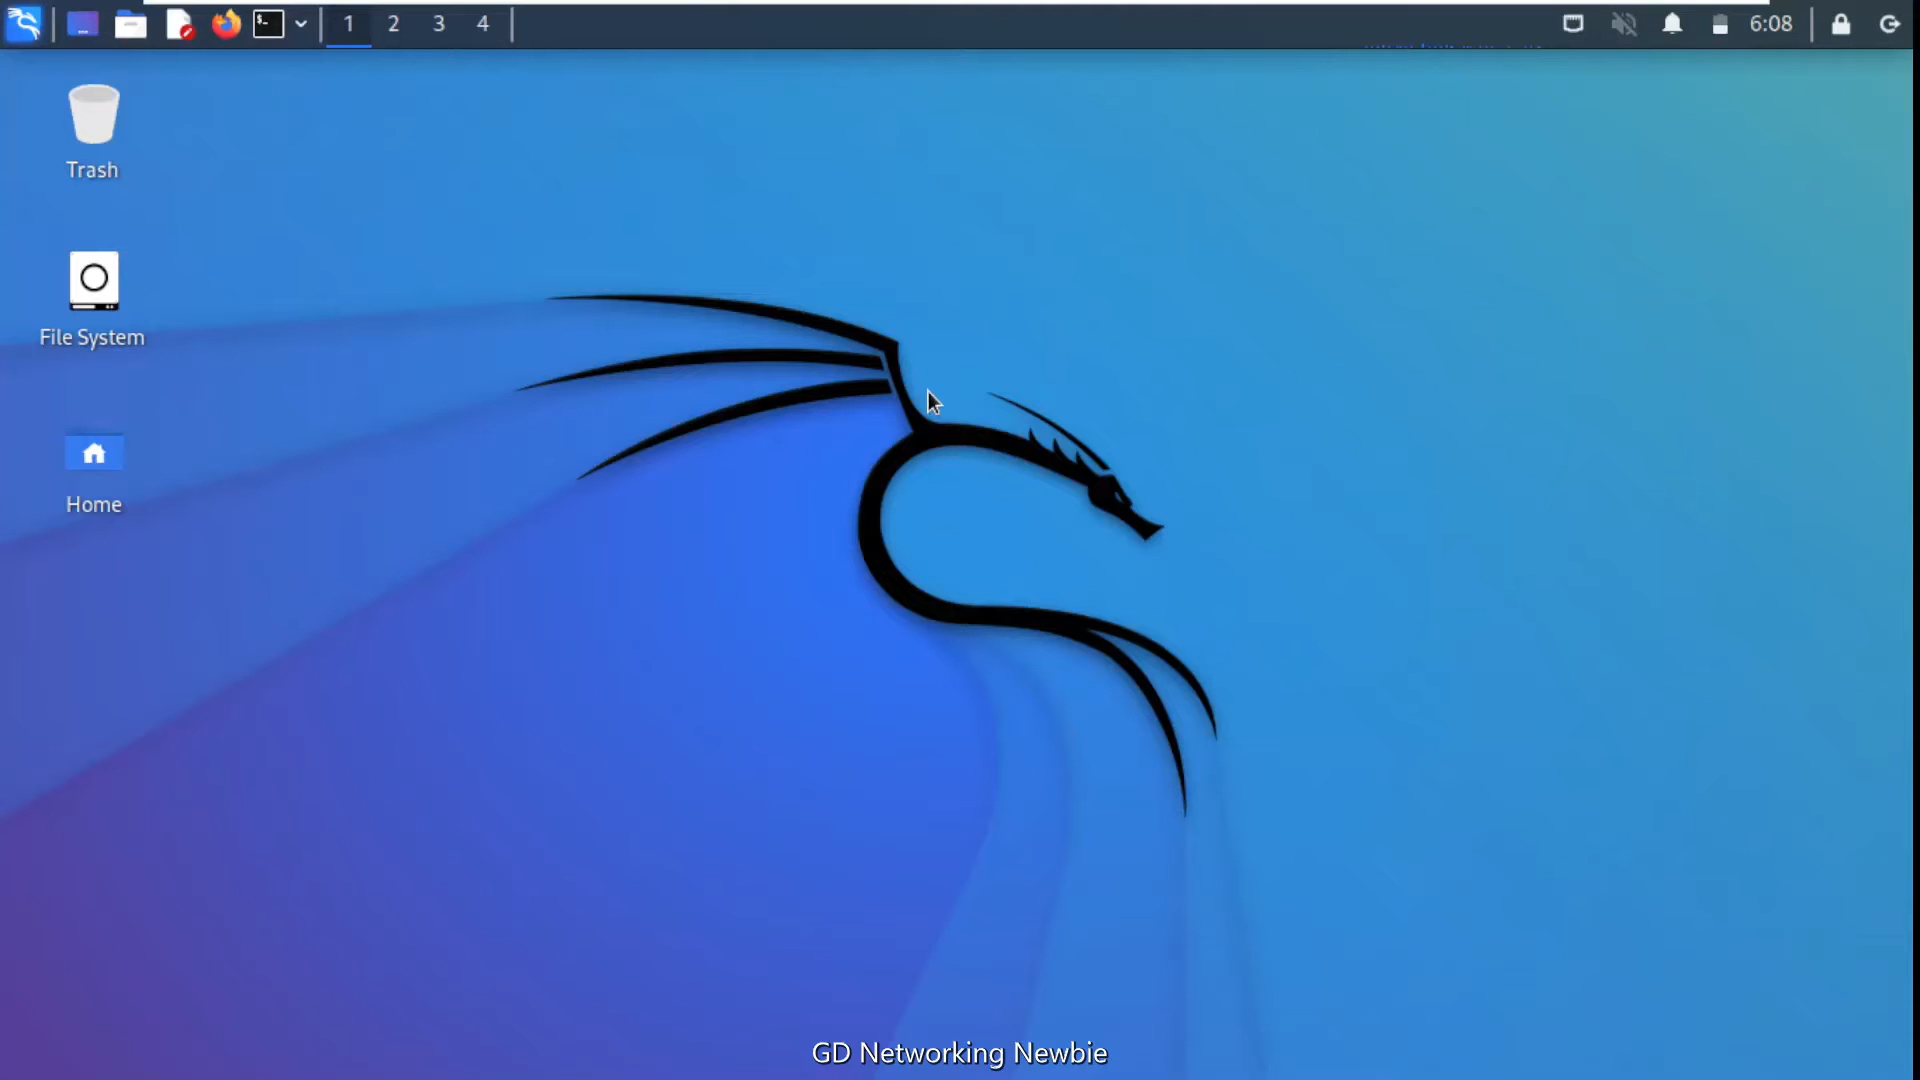 $-
1 2 3 4
6:08
Trash
File System
Home
GD Networking Newbie